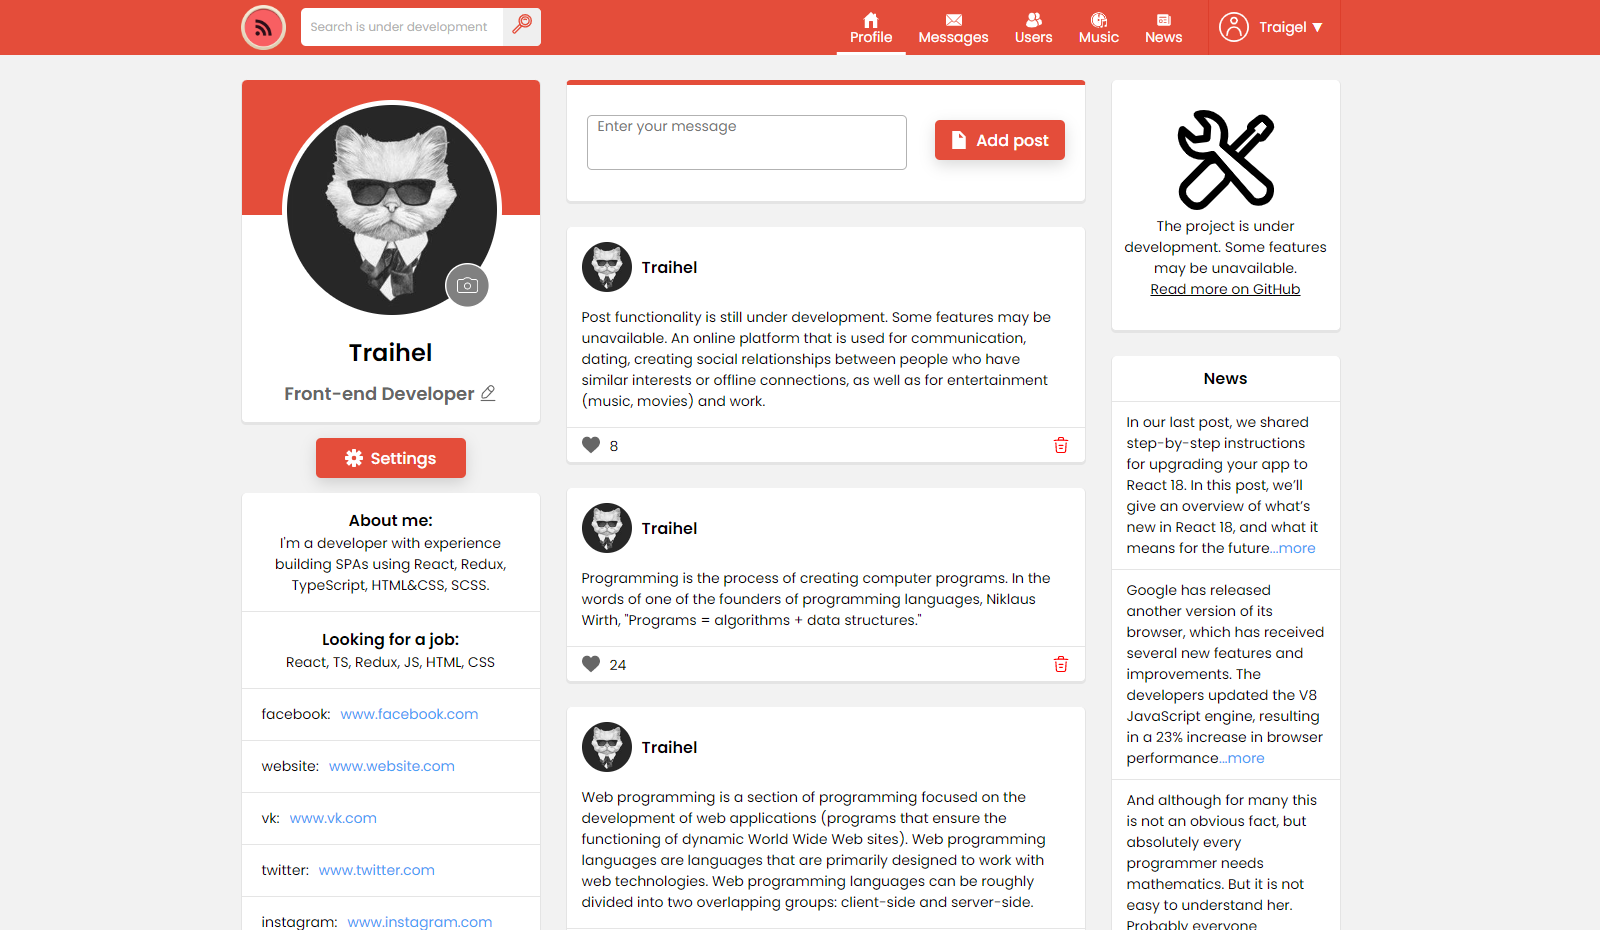 Search is under development
Profile
Messages
Users
Music
News
Traigel ▼
Traihel
Front-end Developer
Settings
About me:
I'm a developer with experience
building SPAs using React, Redux,
TypeScript, HTML&CSS, SCSS.
Looking for a job:
React, TS, Redux, JS, HTML, CSS
facebook: www.facebook.com
website: www.website.com
vk: www.vk.com
twitter: www.twitter.com
instagram: www.instagram.com
Enter your message
Add post
Traihel
Post functionality is still under development. Some features may be
unavailable. An online platform that is used for communication,
dating, creating social relationships between people who have
similar interests or offline connections, as well as for entertainment
(music, movies) and work.
8
Traihel
Programming is the process of creating computer programs. In the
words of one of the founders of programming languages, Niklaus
Wirth, "Programs = algorithms + data structures."
24
Traihel
Web programming is a section of programming focused on the
development of web applications (programs that ensure the
functioning of dynamic World Wide Web sites). Web programming
languages are languages that are primarily designed to work with
web technologies. Web programming languages can be roughly
divided into two overlapping groups: client-side and server-side.
The project is under
development. Some features
may be unavailable.
Read more on GitHub
News
In our last post, we shared
step-by-step instructions
for upgrading your app to
React 18. In this post, we'll
give an overview of what's
new in React 18, and what it
means for the future...more
Google has released
another version of its
browser, which has received
several new features and
improvements. The
developers updated the V8
JavaScript engine, resulting
in a 23% increase in browser
performance...more
And although for many this
is not an obvious fact, but
absolutely every
programmer needs
mathematics. But it is not
easy to understand her.
Probably everyone